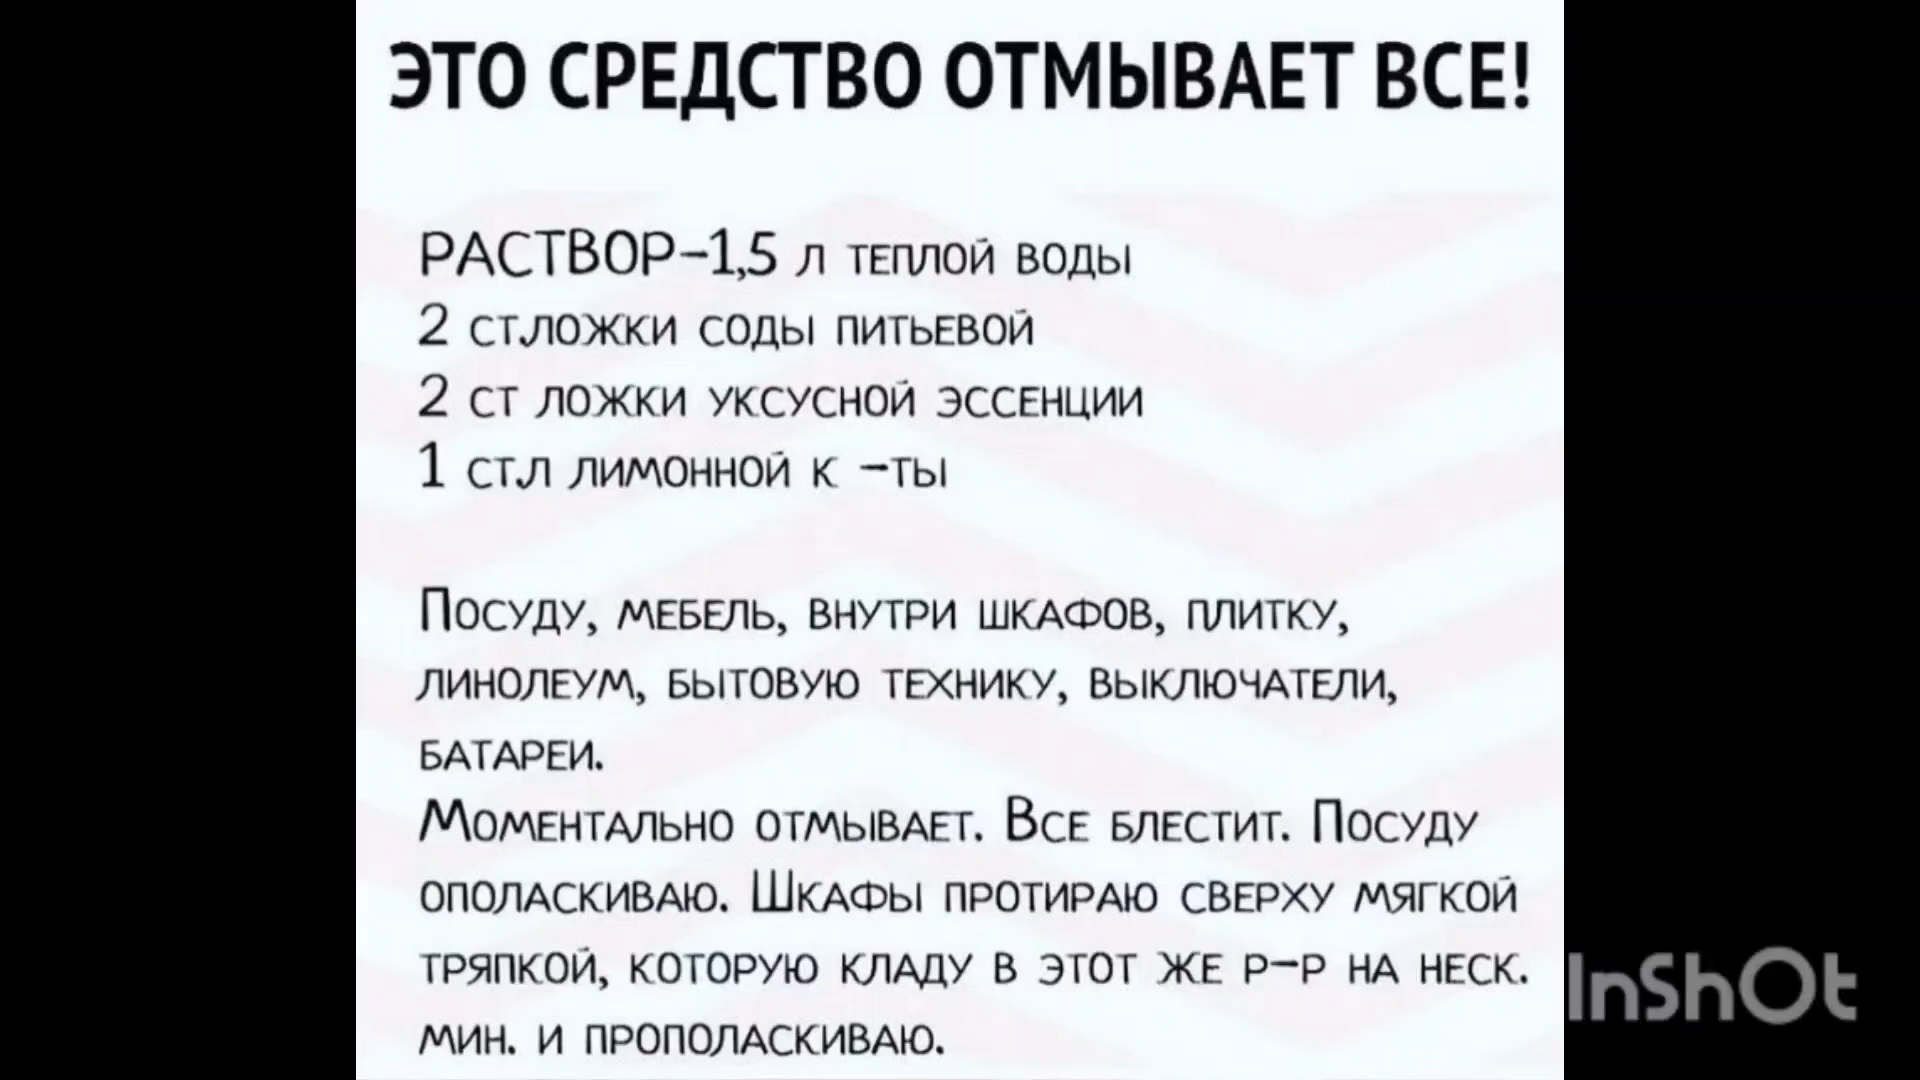 ЭТО СРЕДСТВО ОТМЫВАЕТ ВСЕ!
РАСТВОР-1,5 Л ТЕПЛОЙ ВОДЫ
2 СТ.ЛОЖКИ СОДЫ ПИТЬЕВОЙ
2 СТ ЛОЖКИ УКСУСНОЙ ЭССЕНЦИИ
1 СТ.Л ЛИМОННОЙ К -ТЫ
ПОСУДУ, МЕБЕЛЬ, ВНУТРИ ШКАФОВ, ПЛИТКУ,
ЛИНОЛЕУМ, БЫТОВУЮ ТЕХНИКУ, ВЫКЛЮЧАТЕЛИ,
БАТАРЕИ.
МОМЕНТАЛЬНО ОТМЫВАЕТ. ВСЕ БЛЕСТИТ. ПОСУДУ
ОПОЛАСКИВАЮ. ШКАФЫ ПРОТИРАЮ СВЕРХУ МЯГКОЙ
ТРЯПКОЙ, КОТОРУЮ КЛАДУ В ЭТОТ ЖЕ Р-Р НА НЕСК.
МИН. И ПРОПОЛАСКИВАЮ.
InShOt